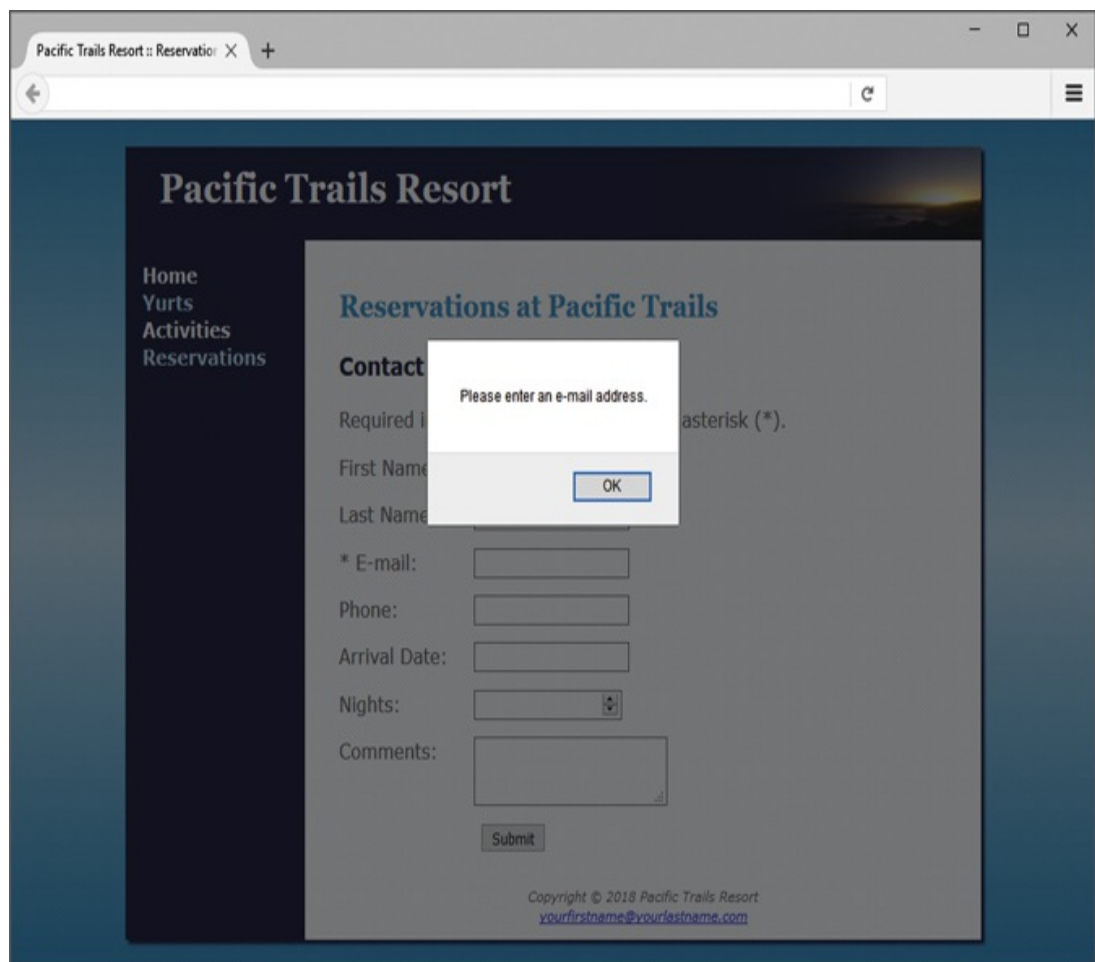 Pacific Trails Resort :: Reservation
Pacific Trails Resort
Home
Yurts
Activities
Reservations
Reservations at Pacific Trails
Contact
Please enter an e-mail address.
Required asterisk (*).
First Name
OK
Last Name
* E-mail:
Phone:
Arrival Date:
Nights:
Comments:
Submit
Copyright © 2018 Pacific Trails Resort
yourfirstname@yourlastname.com